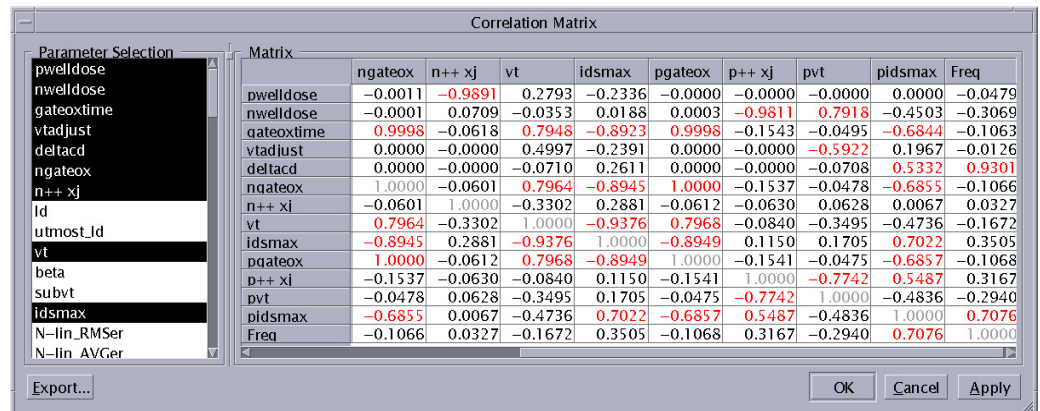 Correlation Matrix
Parameter Selection
pwelldose
nwelldose
gateoxtime
vtadjust
deltacd
ngateox
n++ xj
ld
utmost_ld
vt
beta
subvt
idsmax
N-lin_RMSer
N-lin_AVGer
Matrix
ngateox n++ xj vt idsmax pgateox p++ xj pvt pidsmax Freq
pwelldose -0.0011 -0.9891 0.2793 -0.2336 -0.0000 -0.0000 -0.0000 0.0000 -0.0479
nwelldose -0.0001 0.0709 -0.0353 0.0188 0.0003 -0.9811 0.7918 -0.4503 -0.3069
gateoxtime 0.9998 -0.0618 0.7948 -0.8923 0.9998 -0.1543 -0.0495 -0.6844 -0.1063
vtadjust 0.0000 -0.0000 0.4997 -0.2391 0.0000 -0.0000 -0.5922 0.1967 -0.0126
deltacd 0.0000 -0.0000 -0.0710 0.2611 0.0000 -0.0000 -0.0708 0.5332 0.9301
ngateox 1.0000 -0.0601 0.7964 -0.8945 1.0000 -0.1537 -0.0478 -0.6855 -0.1066
n++ xj -0.0601 1.0000 -0.3302 0.2881 -0.0612 -0.0630 0.0628 0.0067 0.0327
vt 0.7964 -0.3302 1.0000 -0.9376 0.7968 -0.0840 -0.3495 -0.4736 -0.1672
idsmax -0.8945 0.2881 -0.9376 1.0000 -0.8949 0.1150 0.1705 0.7022 0.3505
pgateox 1.0000 -0.0612 0.7968 -0.8949 1.0000 -0.1541 -0.0475 -0.6857 -0.1068
p++ xj -0.1537 -0.0630 -0.0840 0.1150 -0.1541 1.0000 -0.7742 0.5487 0.3167
pvt -0.0478 0.0628 -0.3495 0.1705 -0.0475 -0.7742 1.0000 -0.4836 -0.2940
pidsmax -0.6855 0.0067 -0.4736 0.7022 -0.6857 0.5487 -0.4836 1.0000 0.7076
Freq -0.1066 0.0327 -0.1672 0.3505 -0.1068 0.3167 -0.2940 0.7076 1.0000
Export... OK Cancel Apply